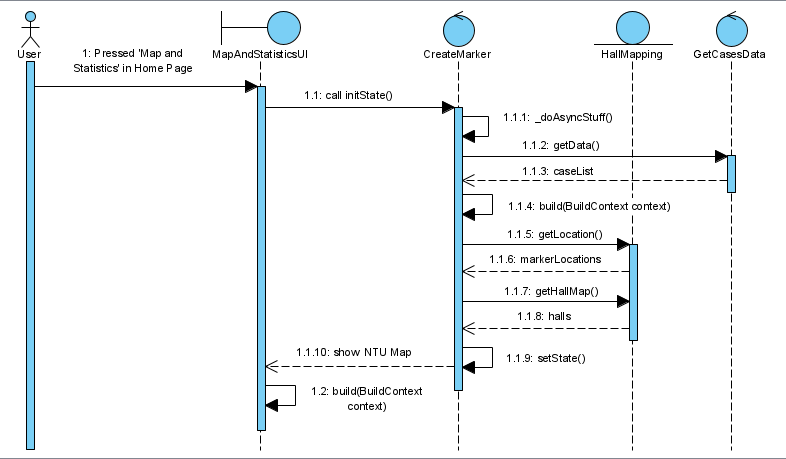 User
MapAndStatisticsUI
CreateMarker
HallMapping
GetCasesData
1: Pressed 'Map and
Statistics' in Home Page
1.1: call initState()
1.1.1: _doAsyncStuff()
1.1.2: getData()
1.1.3: caseList
1.1.4: build(BuildContext context)
1.1.5: getLocation()
1.1.6: markerLocations
1.1.7: getHallMap()
1.1.8: halls
1.1.9: setState()
1.1.10: show NTU Map
1.2: build(BuildContext
context)